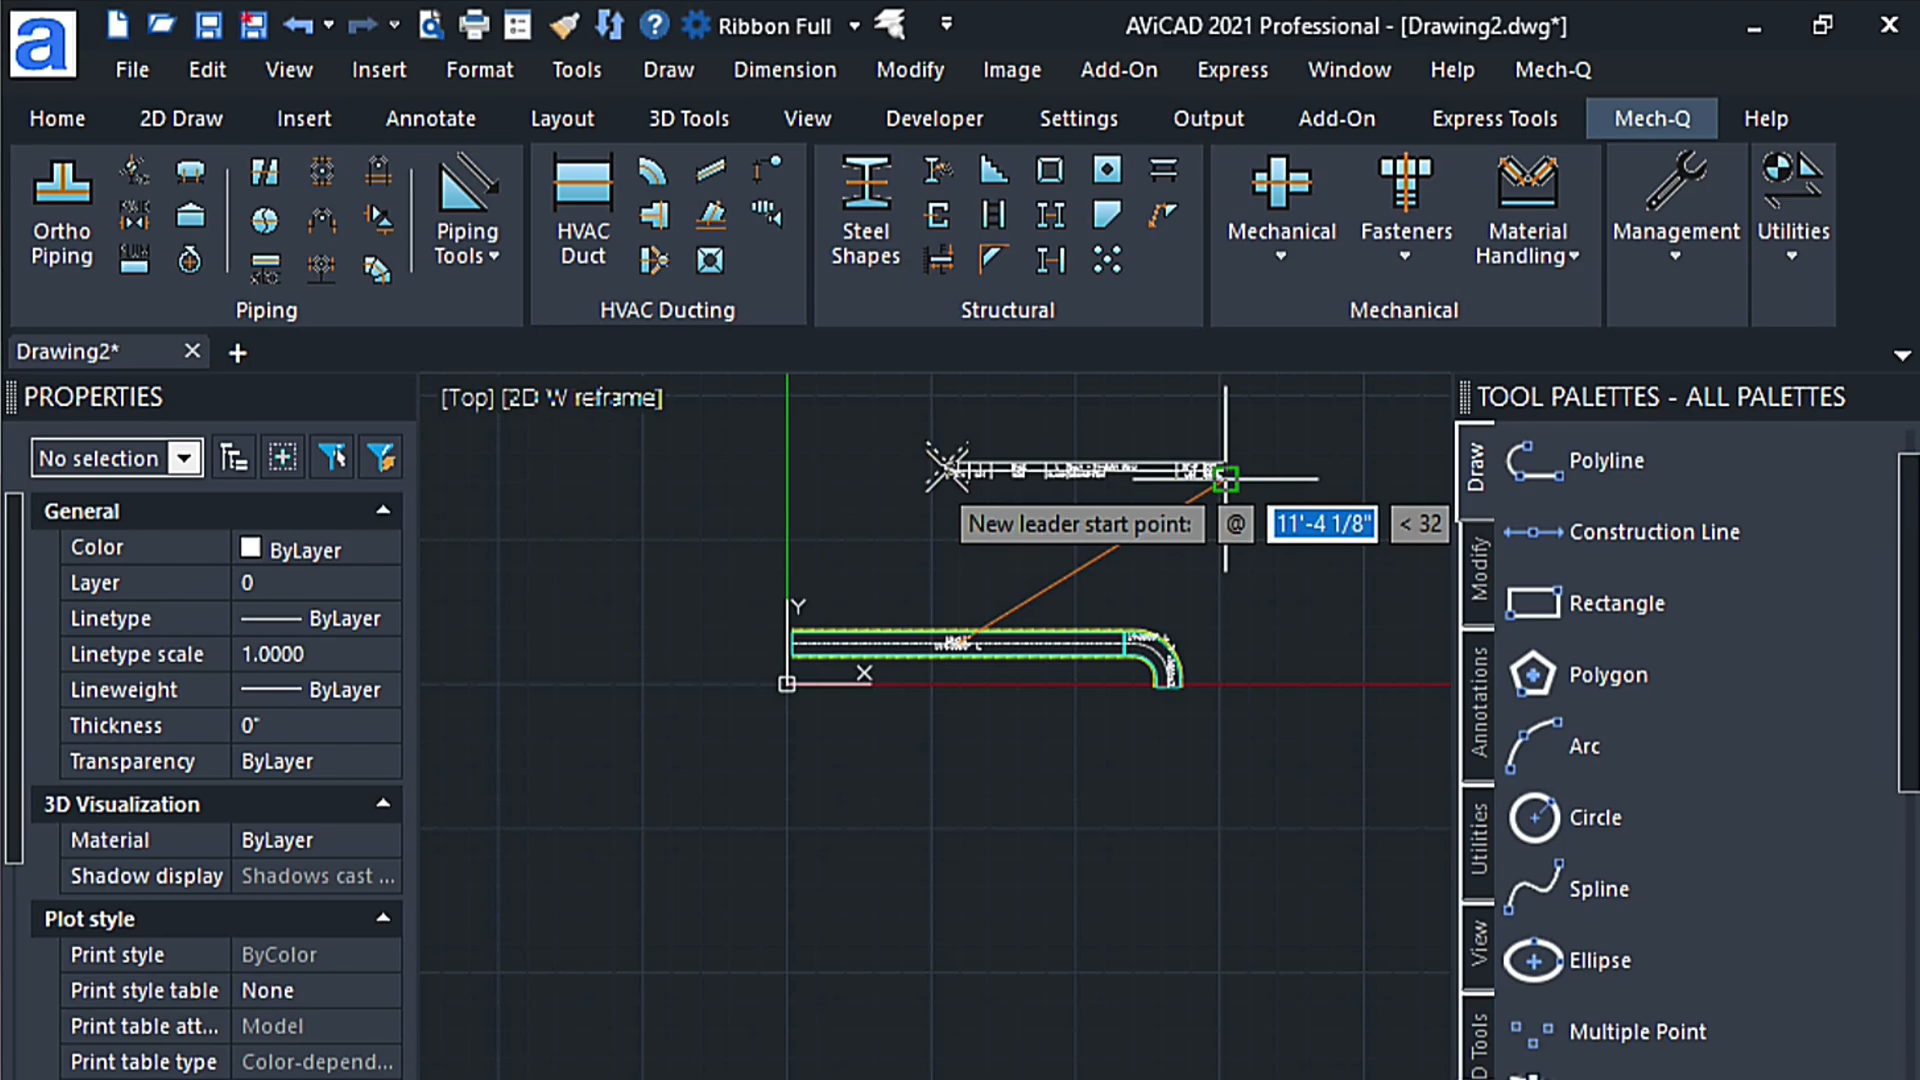 a
Ribbon Full
AViCAD 2021 Professional - [Drawing2.dwg*]
File Edit View Insert Format Tools Draw Dimension Modify Image Add-On Express Window Help Mech-Q
Home 2D Draw Insert Annotate Layout 3D Tools View Developer Settings Output Add-On Express Tools Mech-Q Help
Ortho Piping
Piping Tools
HVAC Duct
Steel Shapes
Mechanical
Fasteners
Material Handling
Management
Utilities
Piping
HVAC Ducting
Structural
Mechanical
Drawing2*
PROPERTIES
No selection
General
Color ByLayer
Layer 0
Linetype ByLayer
Linetype scale 1.0000
Lineweight ByLayer
Thickness 0"
Transparency ByLayer
3D Visualization
Material ByLayer
Shadow display Shadows cast ...
Plot style
Print style ByColor
Print style table None
Print table att... Model
Print table type Color-depend...
[Top] [2D W reframe]
New leader start point: @ 11'-4 1/8" < 32
Y
X
TOOL PALETTES - ALL PALETTES
Draw
Modify
Annotations
Utilities
View
D Tools
Polyline
Construction Line
Rectangle
Polygon
Arc
Circle
Spline
Ellipse
Multiple Point